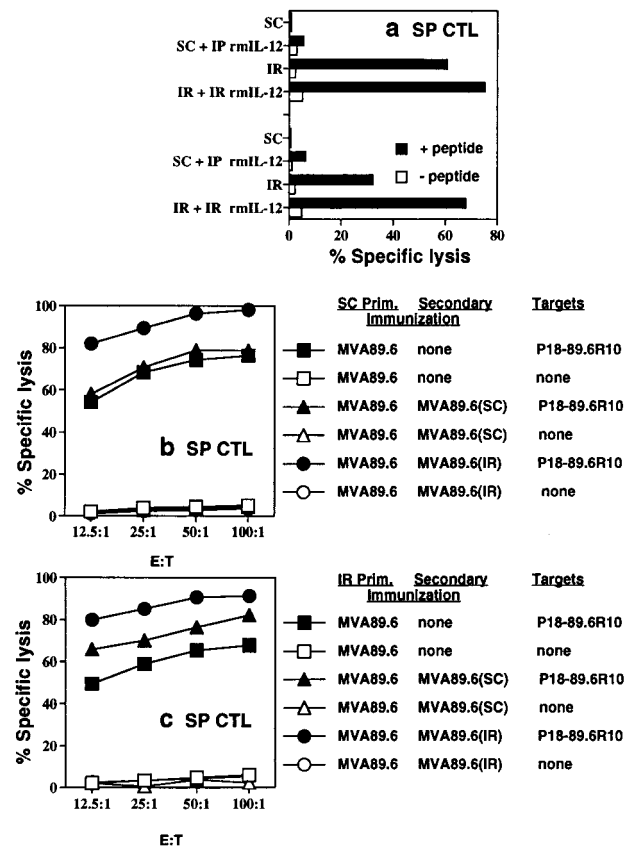 a SP CTL
SC
SC + IP rmIL-12
IR
IR + IR rmIL-12
SC
SC + IP rmIL-12
IR
IR + IR rmIL-12
+ peptide
- peptide
0 20 40 60 80
% Specific lysis
% Specific lysis
100
80
60
40
20
0
b SP CTL
12.5:1 25:1 50:1 100:1
E:T
SC Prim. Secondary Targets
Immunization
MVA89.6 none P18-89.6R10
MVA89.6 none none
MVA89.6 MVA89.6(SC) P18-89.6R10
MVA89.6 MVA89.6(SC) none
MVA89.6 MVA89.6(IR) P18-89.6R10
MVA89.6 MVA89.6(IR) none
% Specific lysis
100
80
60
40
20
0
c SP CTL
12.5:1 25:1 50:1 100:1
E:T
IR Prim. Secondary Targets
Immunization
MVA89.6 none P18-89.6R10
MVA89.6 none none
MVA89.6 MVA89.6(SC) P18-89.6R10
MVA89.6 MVA89.6(SC) none
MVA89.6 MVA89.6(IR) P18-89.6R10
MVA89.6 MVA89.6(IR) none